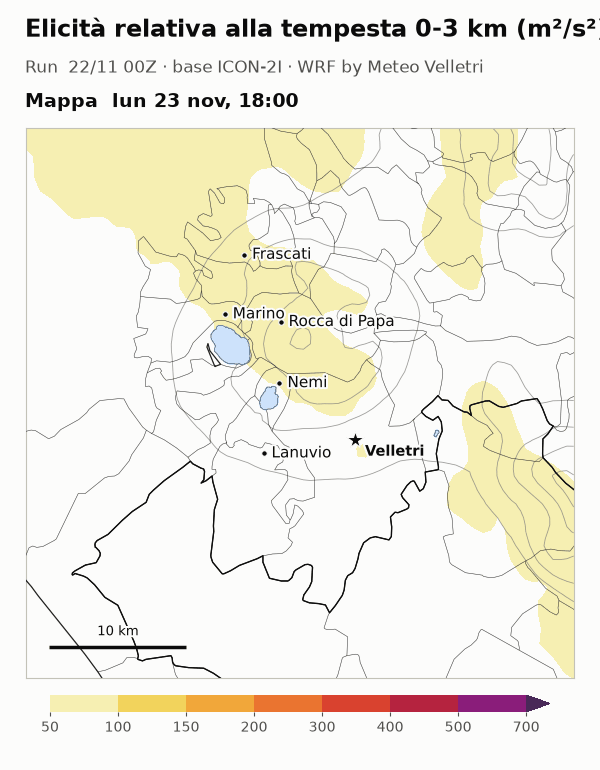 Elicità relativa alla tempesta 0-3 km (m²/s²)
Run 22/11 00Z · base ICON-2I · WRF by Meteo Velletri
Mappa lun 23 nov, 18:00
Frascati
Marino
Rocca di Papa
Nemi
Velletri
Lanuvio
10 km
50 100 150 200 300 400 500 700